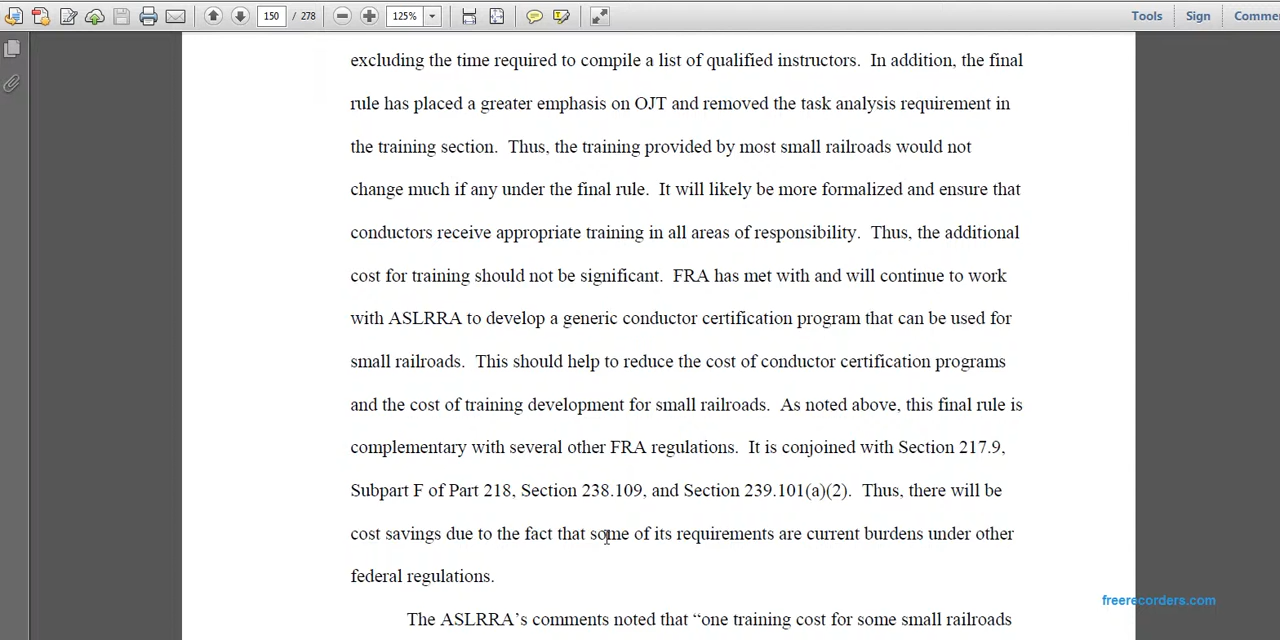 150 / 278 125% Tools Sign
excluding the time required to compile a list of qualified instructors. In addition, the final
rule has placed a greater emphasis on OJT and removed the task analysis requirement in
the training section. Thus, the training provided by most small railroads would not
change much if any under the final rule. It will likely be more formalized and ensure that
conductors receive appropriate training in all areas of responsibility. Thus, the additional
cost for training should not be significant. FRA has met with and will continue to work
with ASLRRA to develop a generic conductor certification program that can be used for
small railroads. This should help to reduce the cost of conductor certification programs
and the cost of training development for small railroads. As noted above, this final rule is
complementary with several other FRA regulations. It is conjoined with Section 217.9,
Subpart F of Part 218, Section 238.109, and Section 239.101(a)(2). Thus, there will be
cost savings due to the fact that some of its requirements are current burdens under other
federal regulations.
freerecorders.com
The ASLRRA’s comments noted that “one training cost for some small railroads